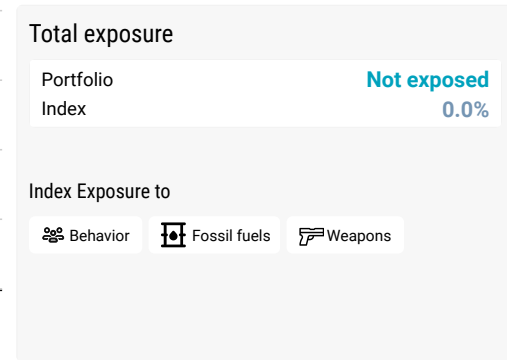 Total exposure
Portfolio Not exposed
Index 0.0%
Index Exposure to
Behavior Fossil fuels Weapons